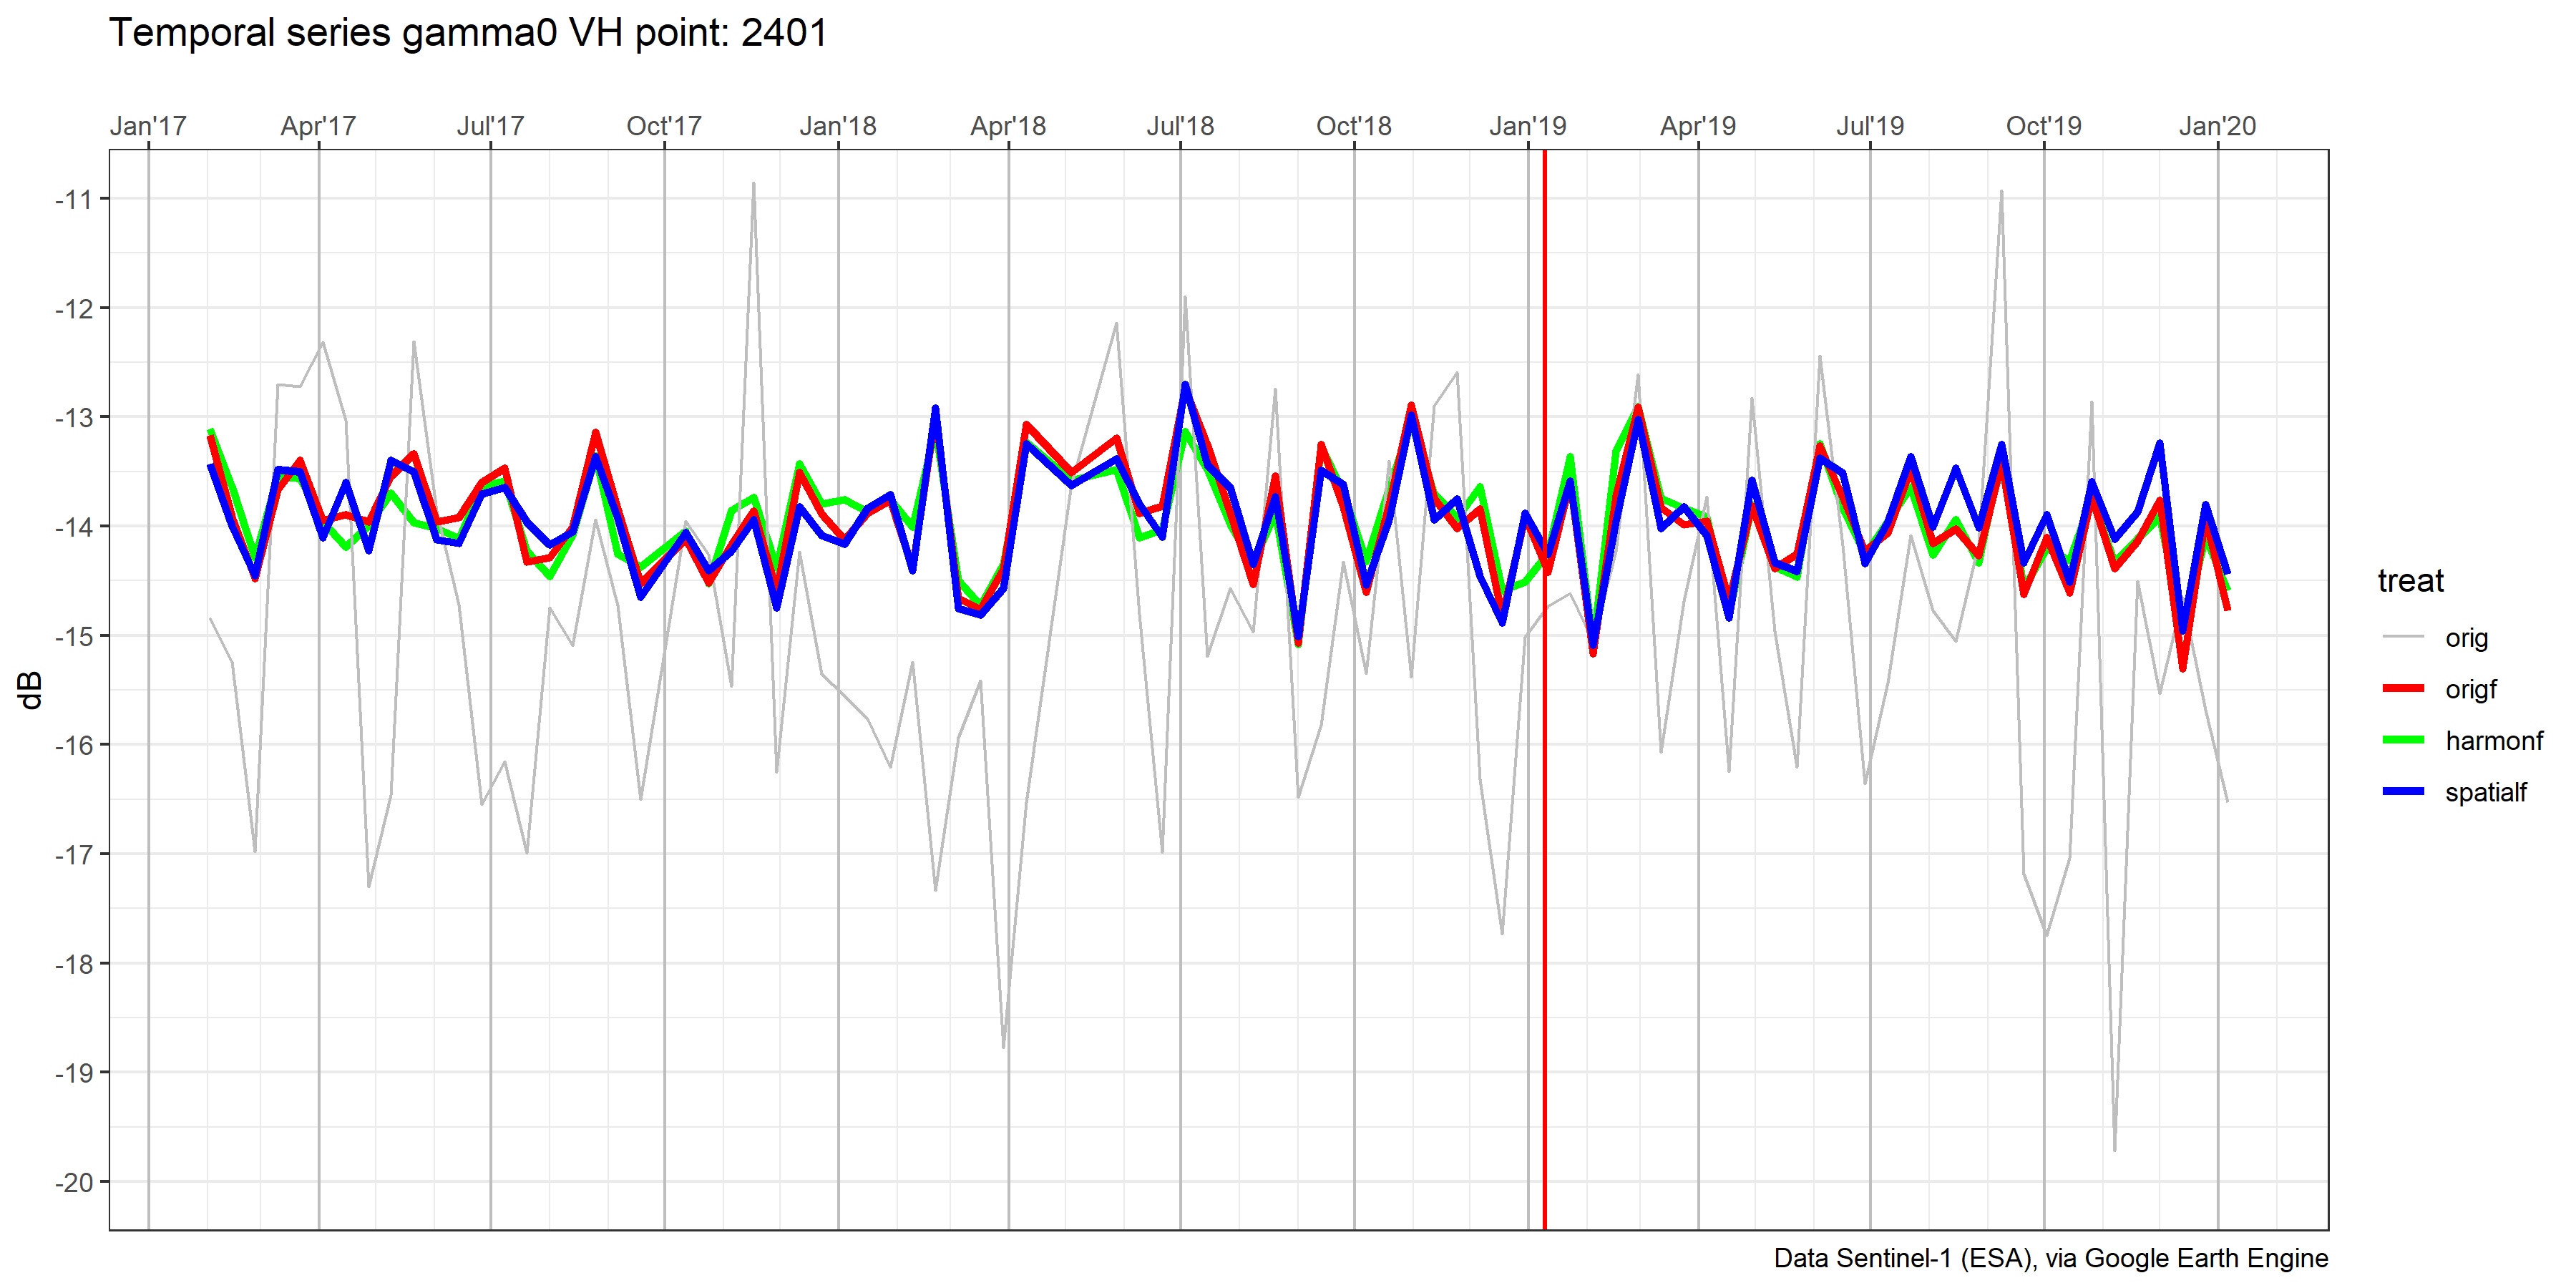 Temporal series gamma0 VH point: 2401
Jan'17 Apr'17 Jul'17 Oct'17 Jan'18 Apr'18 Jul'18 Oct'18 Jan'19 Apr'19 Jul'19 Oct'19 Jan'20
-11
-12
-13
-14
-15
-16
-17
-18
-19
-20
dB
treat
orig
origf
harmonf
spatialf
Data Sentinel-1 (ESA), via Google Earth Engine